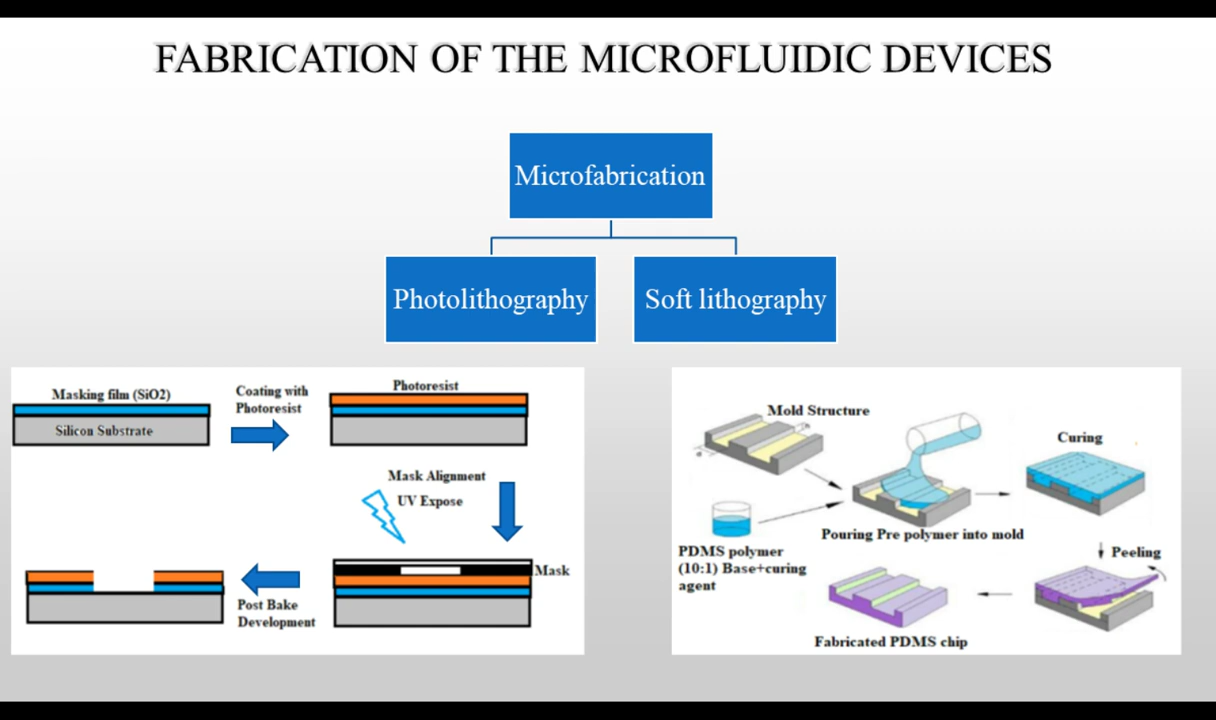 FABRICATION OF THE MICROFLUIDIC DEVICES
Microfabrication
Photolithography
Soft lithography
Masking film (SiO2)
Silicon Substrate
Coating with
Photoresist
Photoresist
Mask Alignment
UV Expose
Mask
Post Bake
Development
Mold Structure
PDMS polymer
(10:1) Base+curing
agent
Pouring Pre polymer into mold
Curing
Peeling
Fabricated PDMS chip